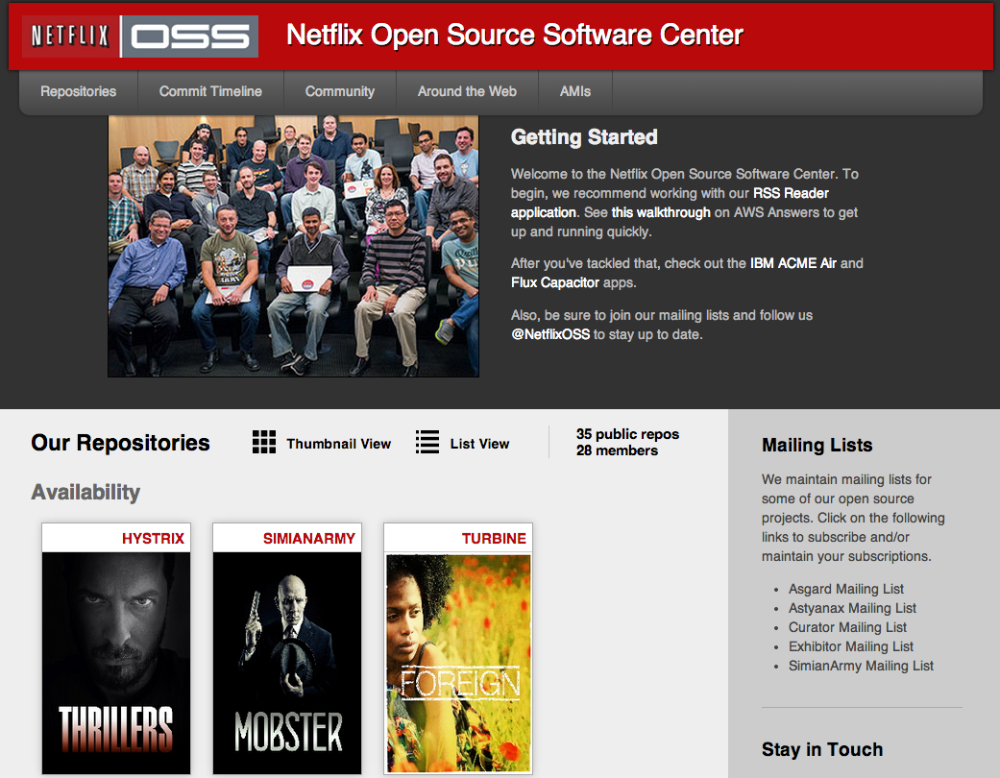 NETFLIX OSS Netflix Open Source Software Center
Repositories Commit Timeline Community Around the Web AMIs
Getting Started
Welcome to the Netflix Open Source Software Center. To
begin, we recommend working with our RSS Reader
application. See this walkthrough on AWS Answers to get
up and running quickly.
After you've tackled that, check out the IBM ACME Air and
Flux Capacitor apps.
Also, be sure to join our mailing lists and follow us
@NetflixOSS to stay up to date.
Our Repositories Thumbnail View List View
35 public repos
28 members
Availability
HYSTRIX
THRILLERS
SIMIANARMY
MOBSTER
TURBINE
FOREIGN
Mailing Lists
We maintain mailing lists for
some of our open source
projects. Click on the following
links to subscribe and/or
maintain your subscriptions.
• Asgard Mailing List
• Astyanax Mailing List
• Curator Mailing List
• Exhibitor Mailing List
• SimianArmy Mailing List
Stay in Touch